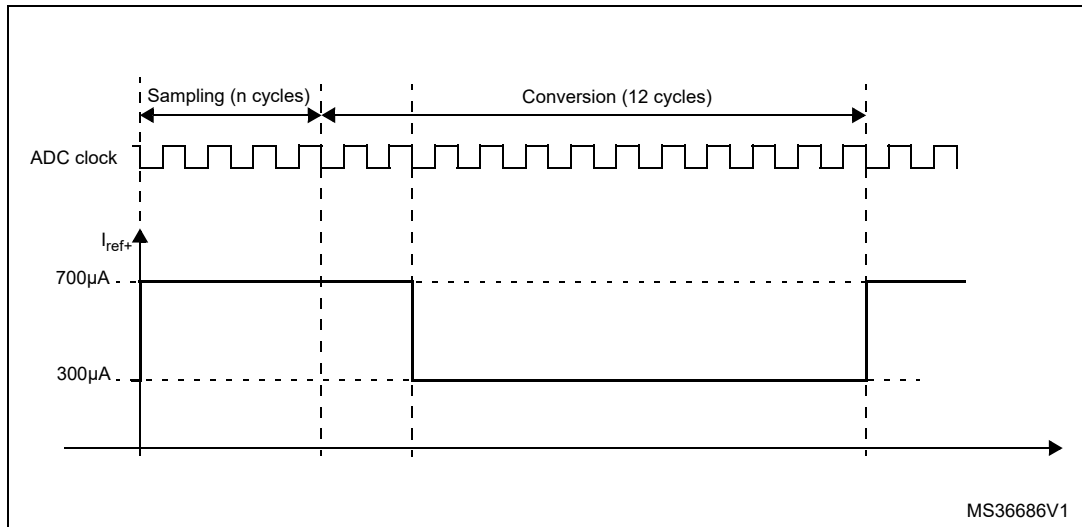 Sampling (n cycles)
Conversion (12 cycles)
ADC clock
Iref+
700µA
300µA
MS36686V1